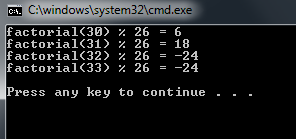 C:\windows\system32\cmd.exe
factorial(30) % 26 = 6
factorial(31) % 26 = 18
factorial(32) % 26 = -24
factorial(33) % 26 = -24
Press any key to continue . . .